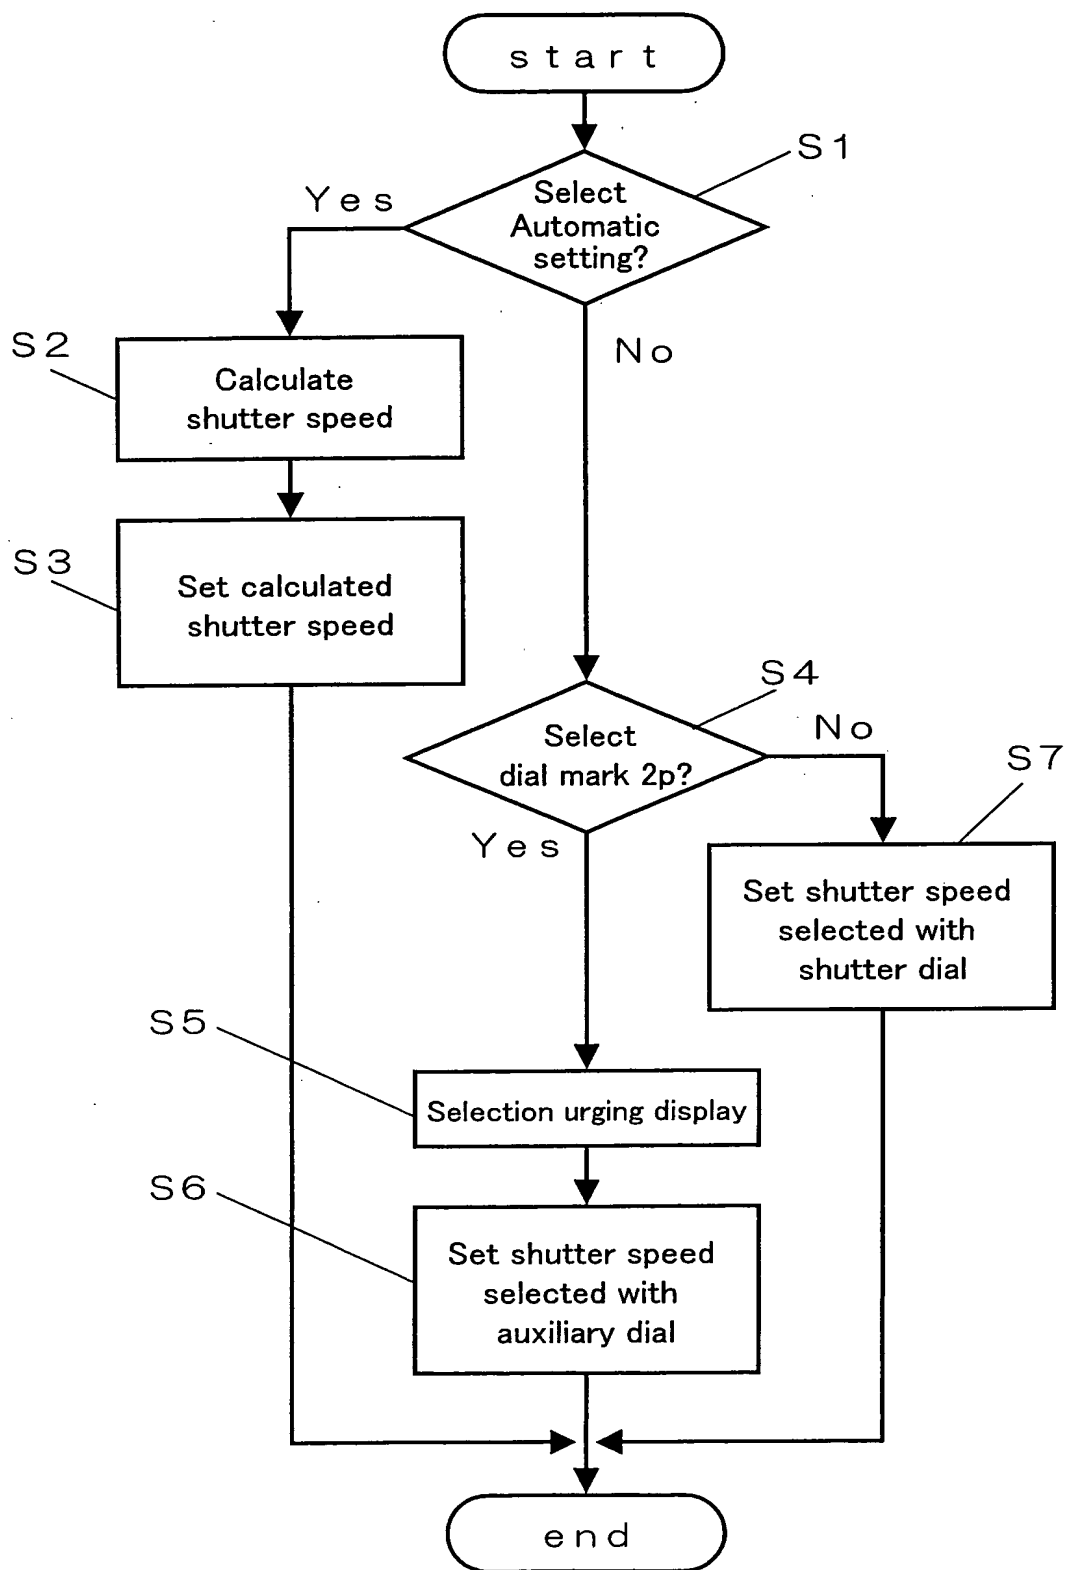 start
S1
Yes
Select
Automatic
setting?
S2
No
Calculate
shutter speed
S3
Set calculated
shutter speed
S4
No
Select
dial mark 2p?
S7
Yes
Set shutter speed
selected with
shutter dial
S5
Selection urging display
S6
Set shutter speed
selected with
auxiliary dial
end